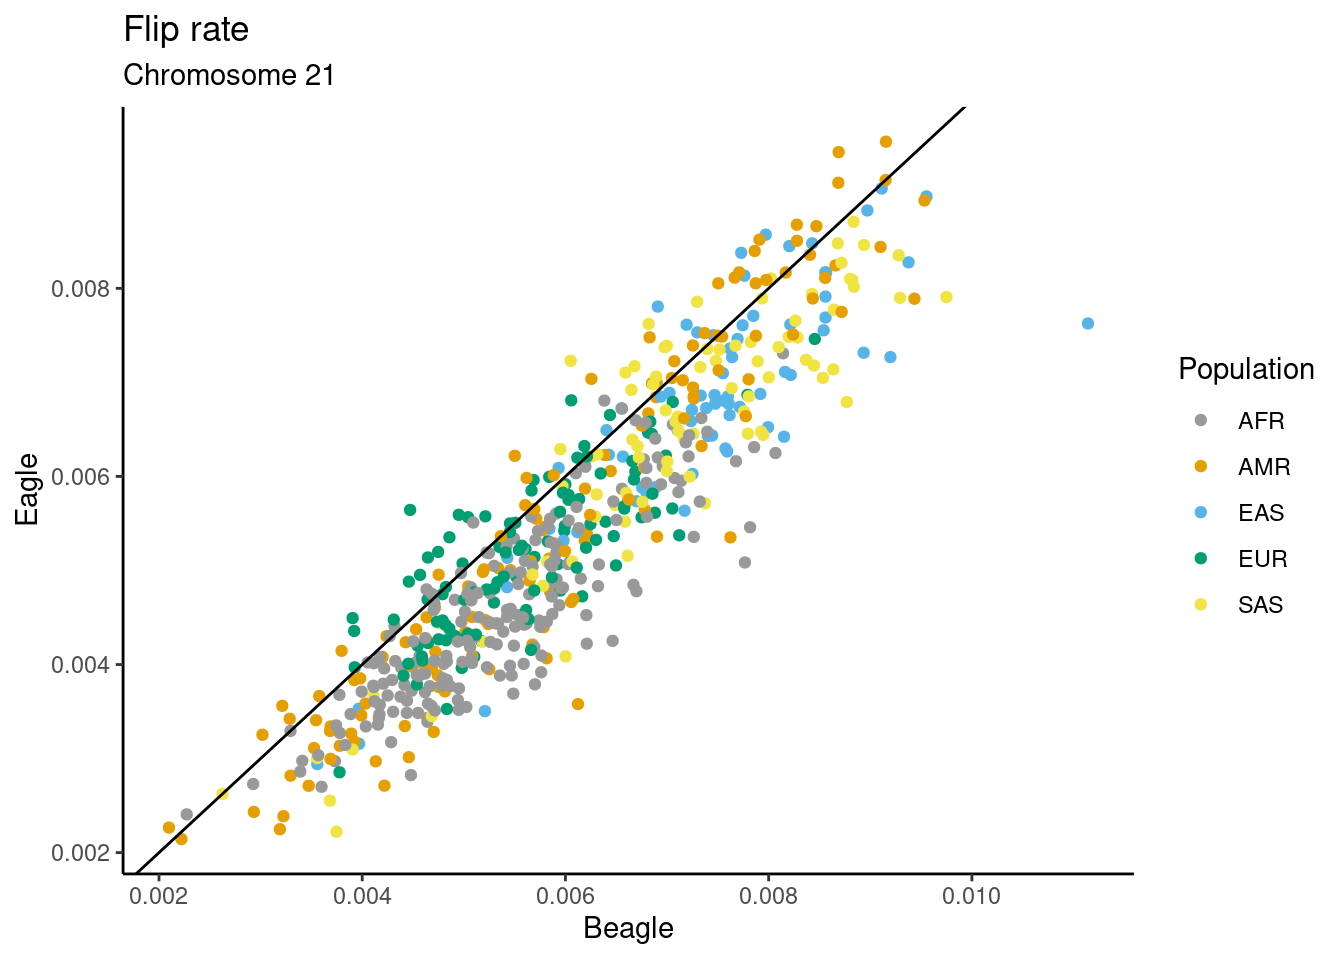 Flip rate
Chromosome 21
0.008
0.006
0.004
0.002
Eagle
0.002
0.004
0.006
0.008
0.010
Beagle
Population
AFR
AMR
EAS
EUR
SAS